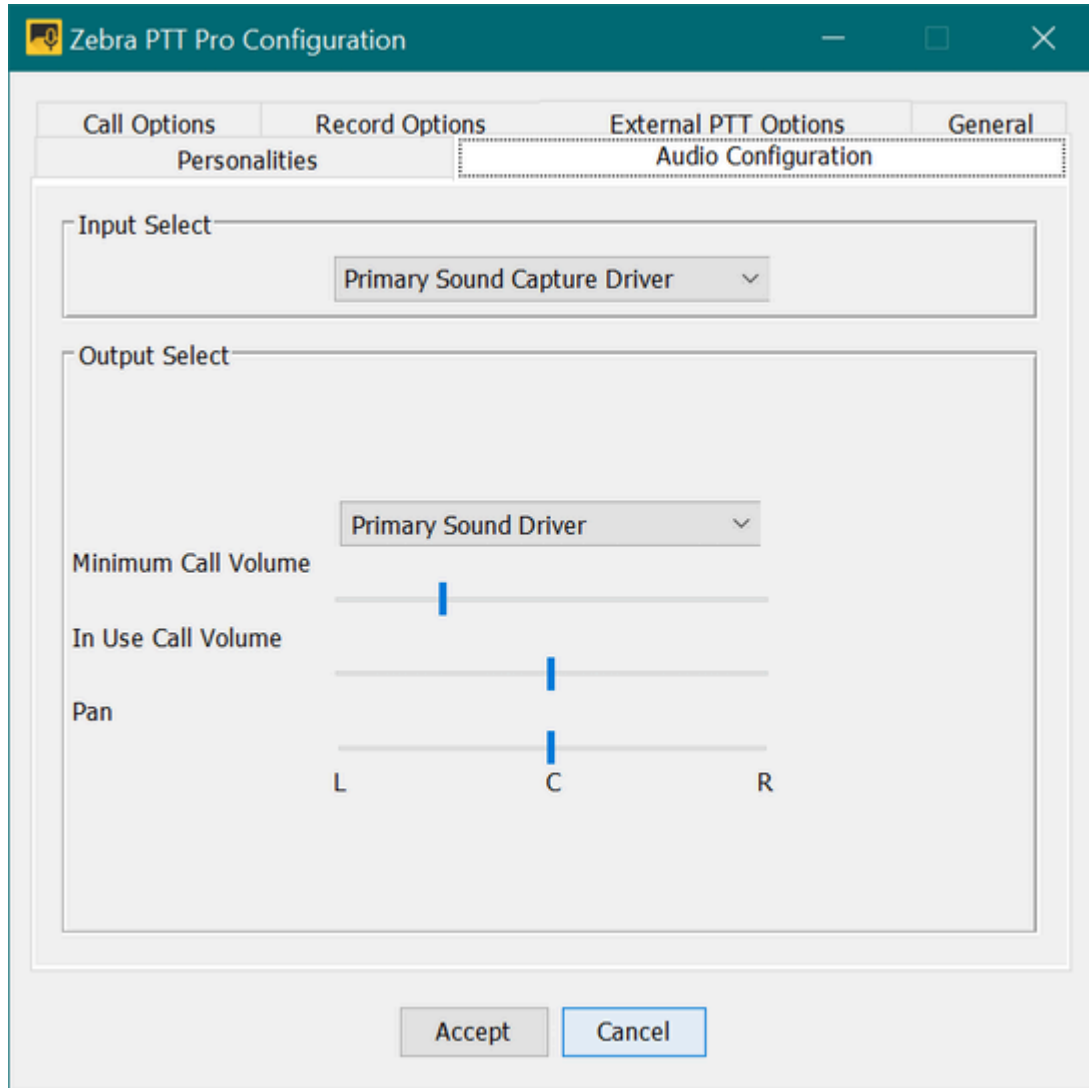 Zebra PTT Pro Configuration
Call Options Record Options External PTT Options General
Personalities Audio Configuration
Input Select
Primary Sound Capture Driver
Output Select
Primary Sound Driver
Minimum Call Volume
In Use Call Volume
Pan
L C R
Accept Cancel